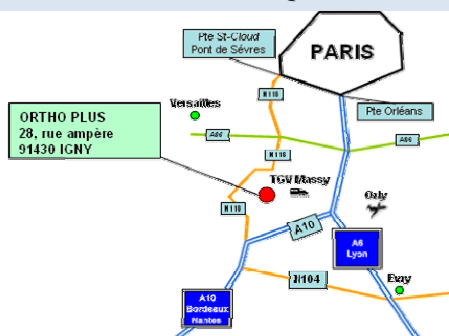 Pte St-Cloud
Pont de Sévres
PARIS
N118
Versailles
Pte Orléans
ORTHO PLUS
28, rue ampère
91430 IGNY
A86
A86
N118
TGV Massy
N118
Orly
A10
A6
Lyon
N104
Evry
A10
Bordeaux
Nantes